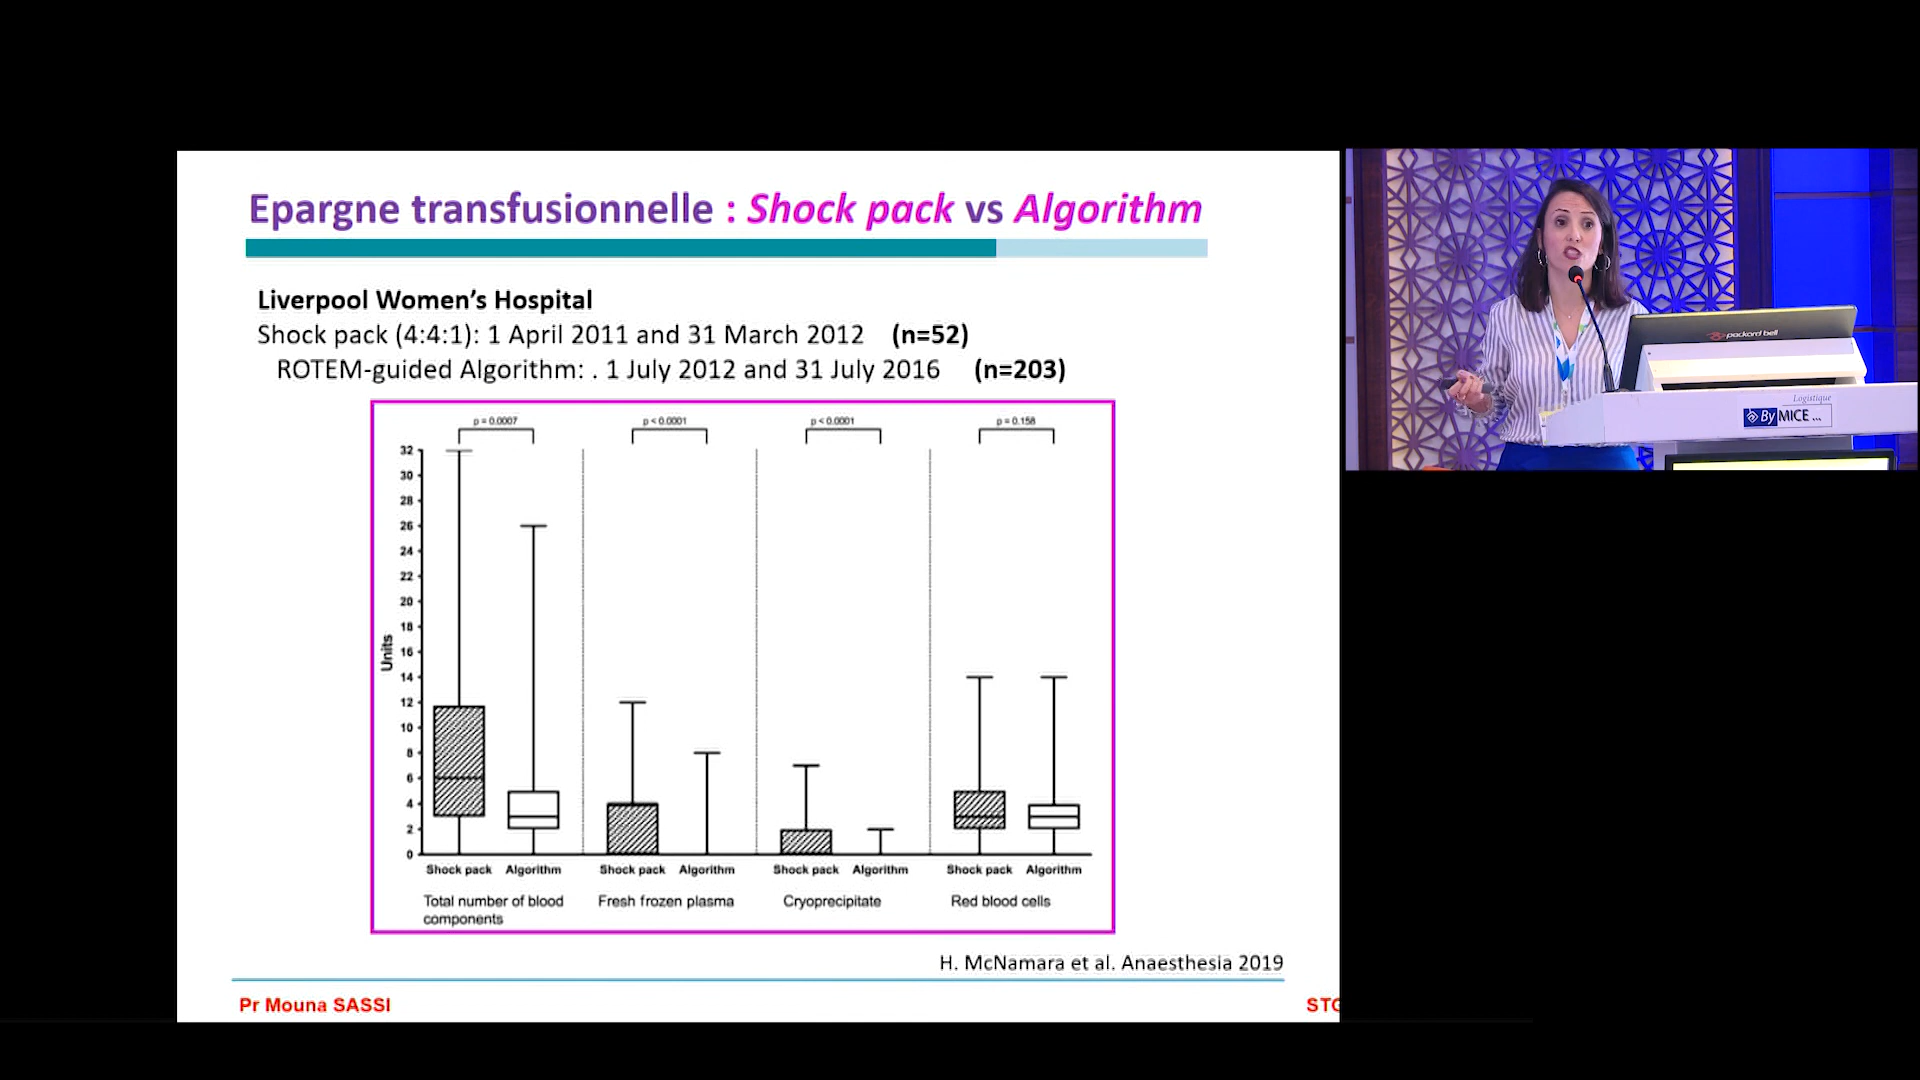 Epargne transfusionnelle : Shock pack vs Algorithm
Liverpool Women's Hospital
Shock pack (4:4:1): 1 April 2011 and 31 March 2012 (n=52)
ROTEM-guided Algorithm: . 1 July 2012 and 31 July 2016 (n=203)
p = 0.0007 p < 0.0001 p < 0.0001 p = 0.158
32
30
28
26
24
22
20
18
16
14
12
10
8
6
4
2
0
Units
Shock pack Algorithm Shock pack Algorithm Shock pack Algorithm Shock pack Algorithm
Total number of blood components Fresh frozen plasma Cryoprecipitate Red blood cells
H. McNamara et al. Anaesthesia 2019
Pr Mouna SASSI
packard bell
Logistique
By MICE ...